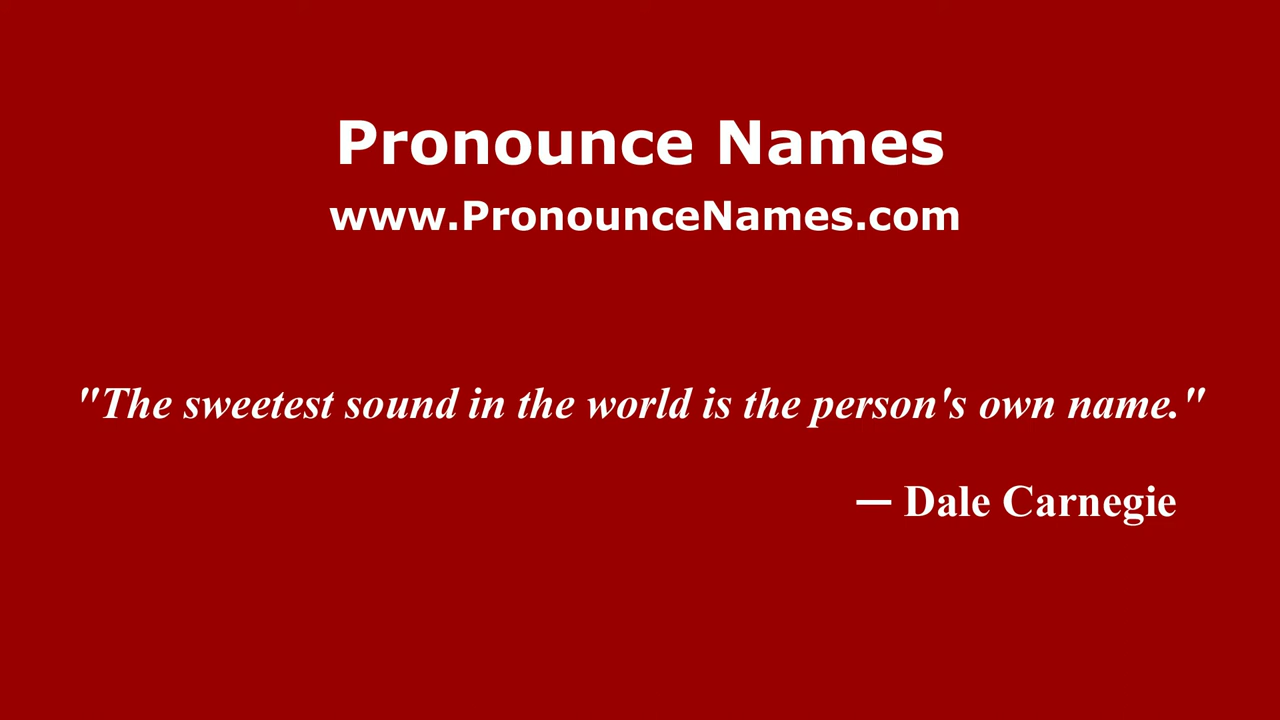 Pronounce Names
www.PronounceNames.com
"The sweetest sound in the world is the person's own name."
— Dale Carnegie